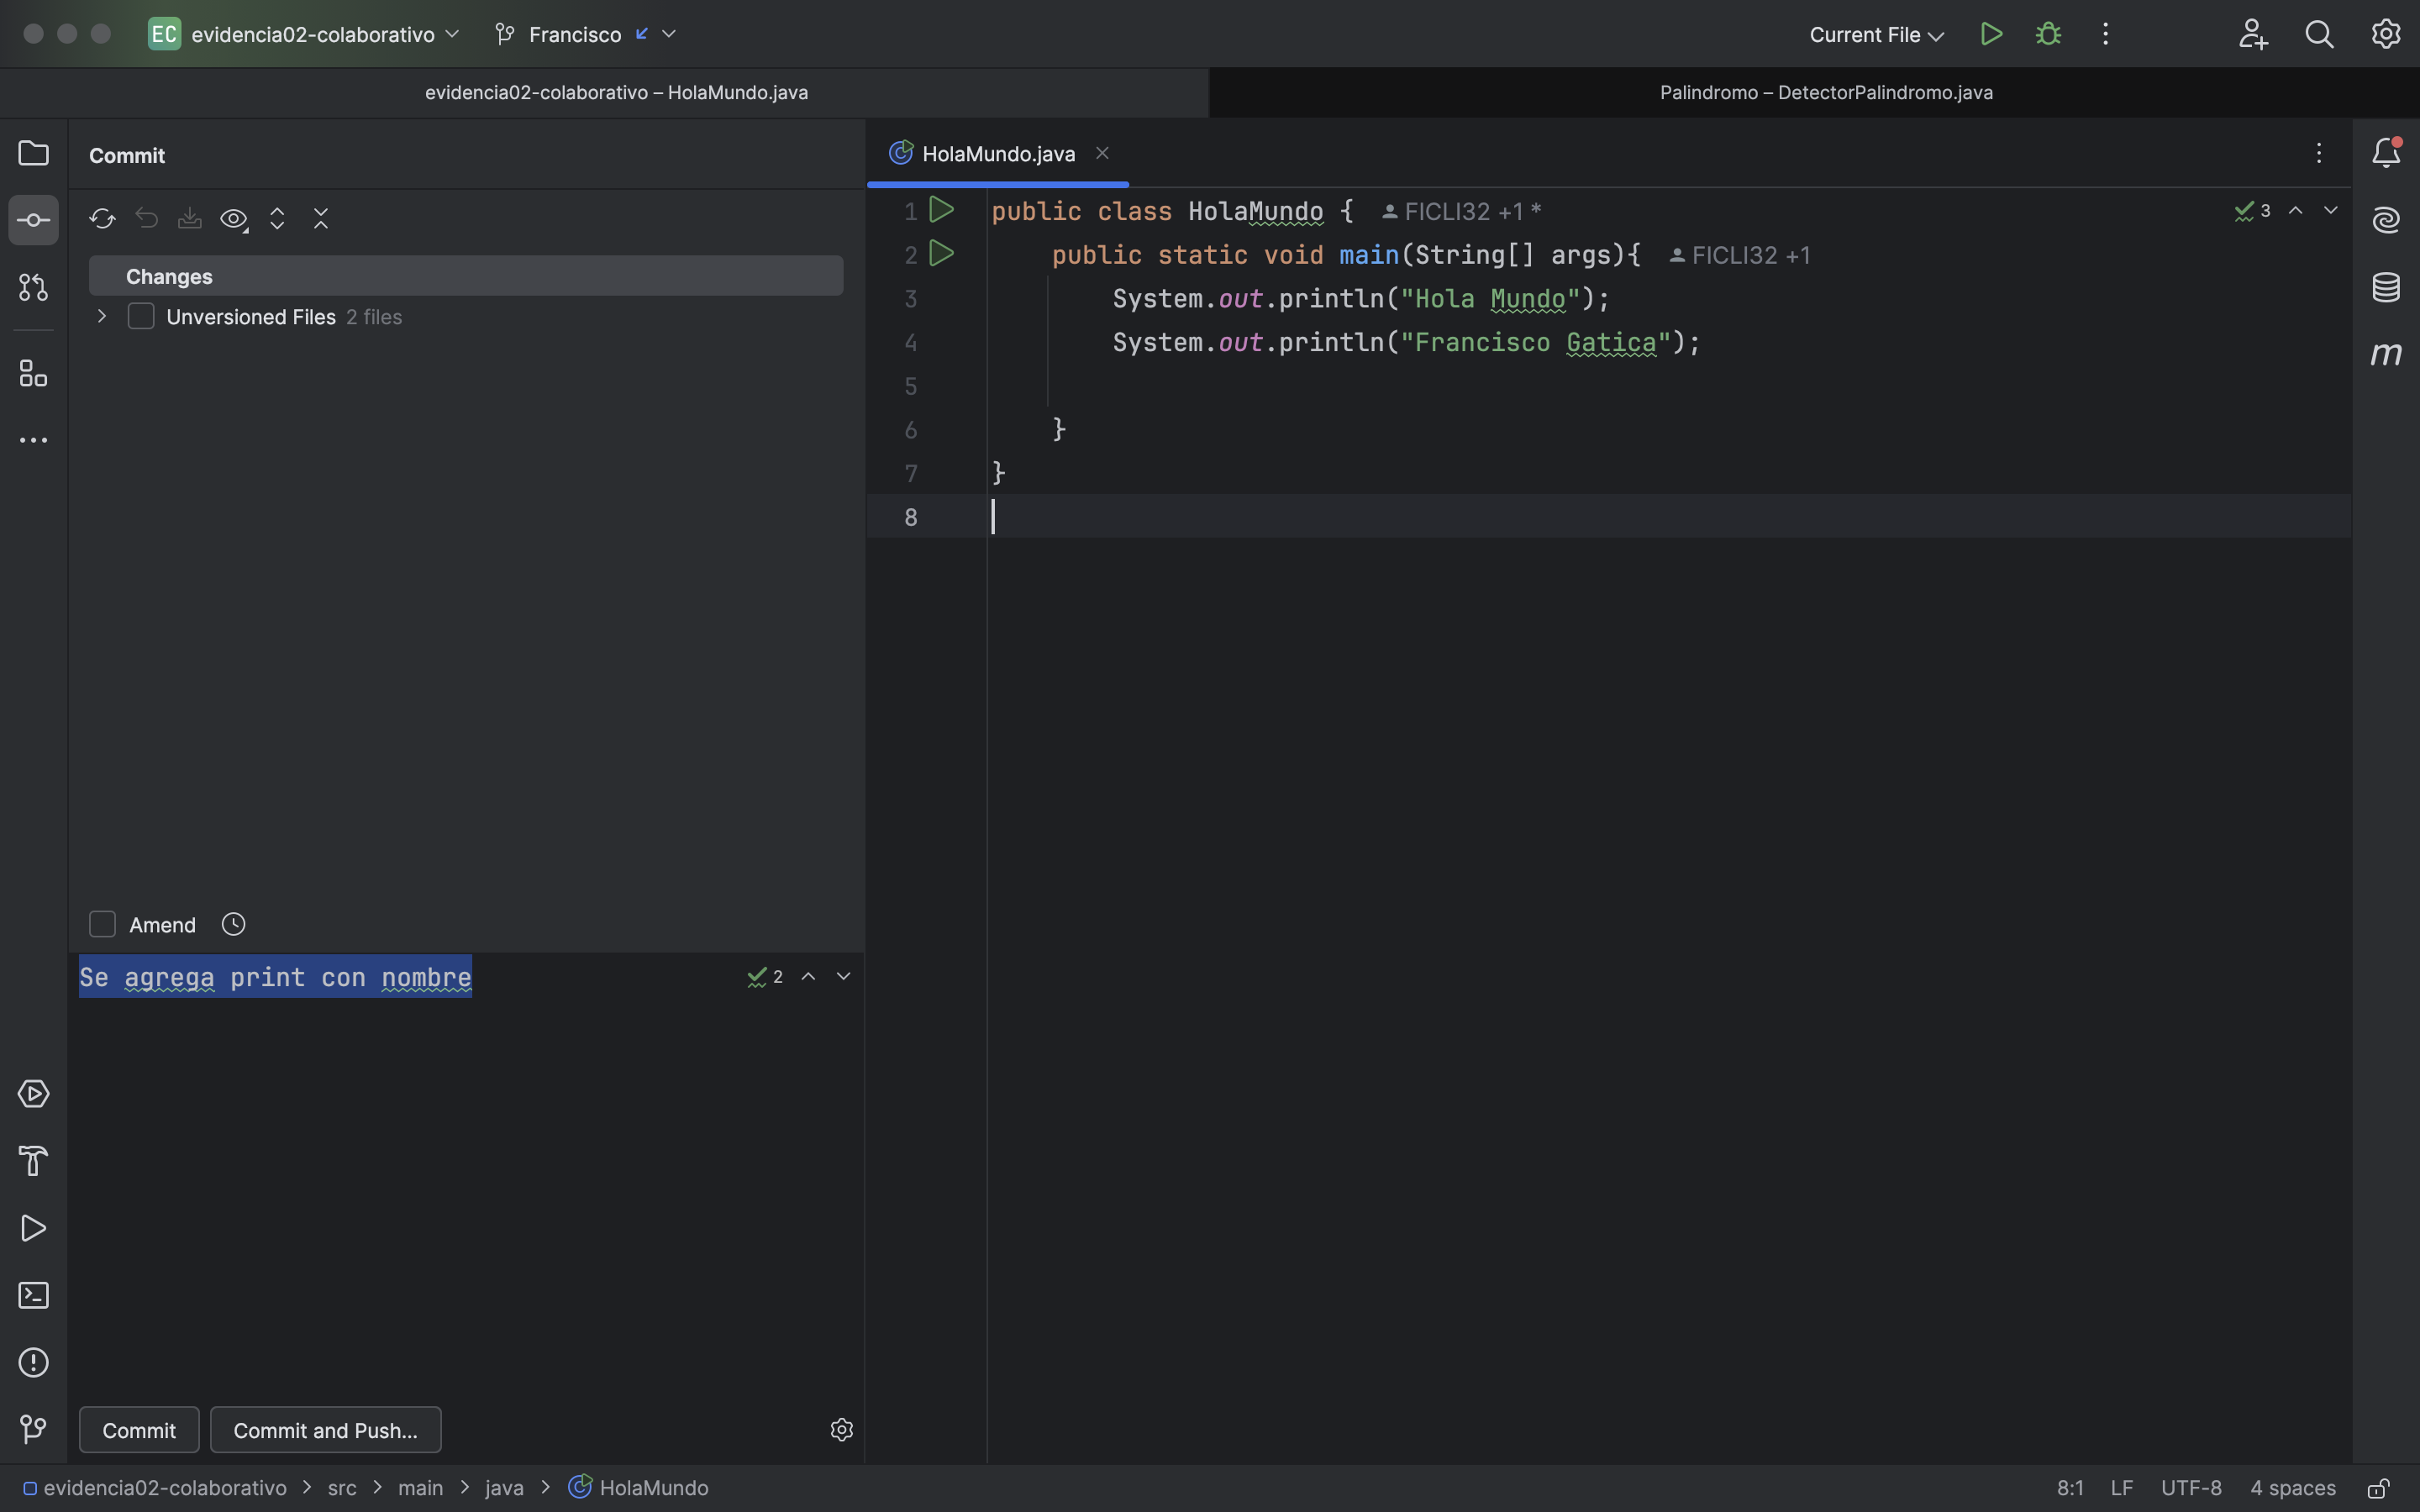 EC evidencia02-colaborativo Francisco Current File
evidencia02-colaborativo – HolaMundo.java Palindromo – DetectorPalindromo.java
Commit
Changes
Unversioned Files 2 files
Amend
Se agrega print con nombre 2
Commit Commit and Push...
HolaMundo.java
1 public class HolaMundo { FICLI32 +1 * 3
2 public static void main(String[] args){ FICLI32 +1
3 System.out.println("Hola Mundo");
4 System.out.println("Francisco Gatica");
5
6 }
7 }
8
m
evidencia02-colaborativo > src > main > java > HolaMundo 8:1 LF UTF-8 4 spaces